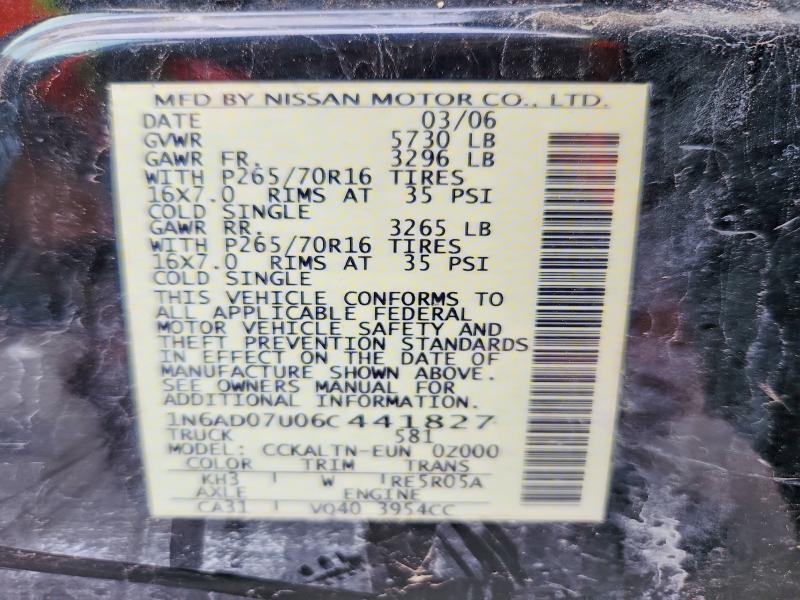 MFD BY NISSAN MOTOR CO., LTD.
DATE 03/06
GVWR 5730 LB
GAWR FR. 3296 LB
WITH P265/70R16 TIRES
16X7.0 RIMS AT 35 PSI
COLD SINGLE
GAWR RR. 3265 LB
WITH P265/70R16 TIRES
16X7.0 RIMS AT 35 PSI
COLD SINGLE
THIS VEHICLE CONFORMS TO
ALL APPLICABLE FEDERAL
MOTOR VEHICLE SAFETY AND
THEFT PREVENTION STANDARDS
IN EFFECT ON THE DATE OF
MANUFACTURE SHOWN ABOVE.
SEE OWNERS MANUAL FOR
ADDITIONAL INFORMATION.
1N6AD07U06C441827
TRUCK 581
MODEL: CCKALTN-EUN 0Z000
COLOR TRIM TRANS
KH3 W RE5R05A
AXLE ENGINE
CA31 VQ40 3954CC